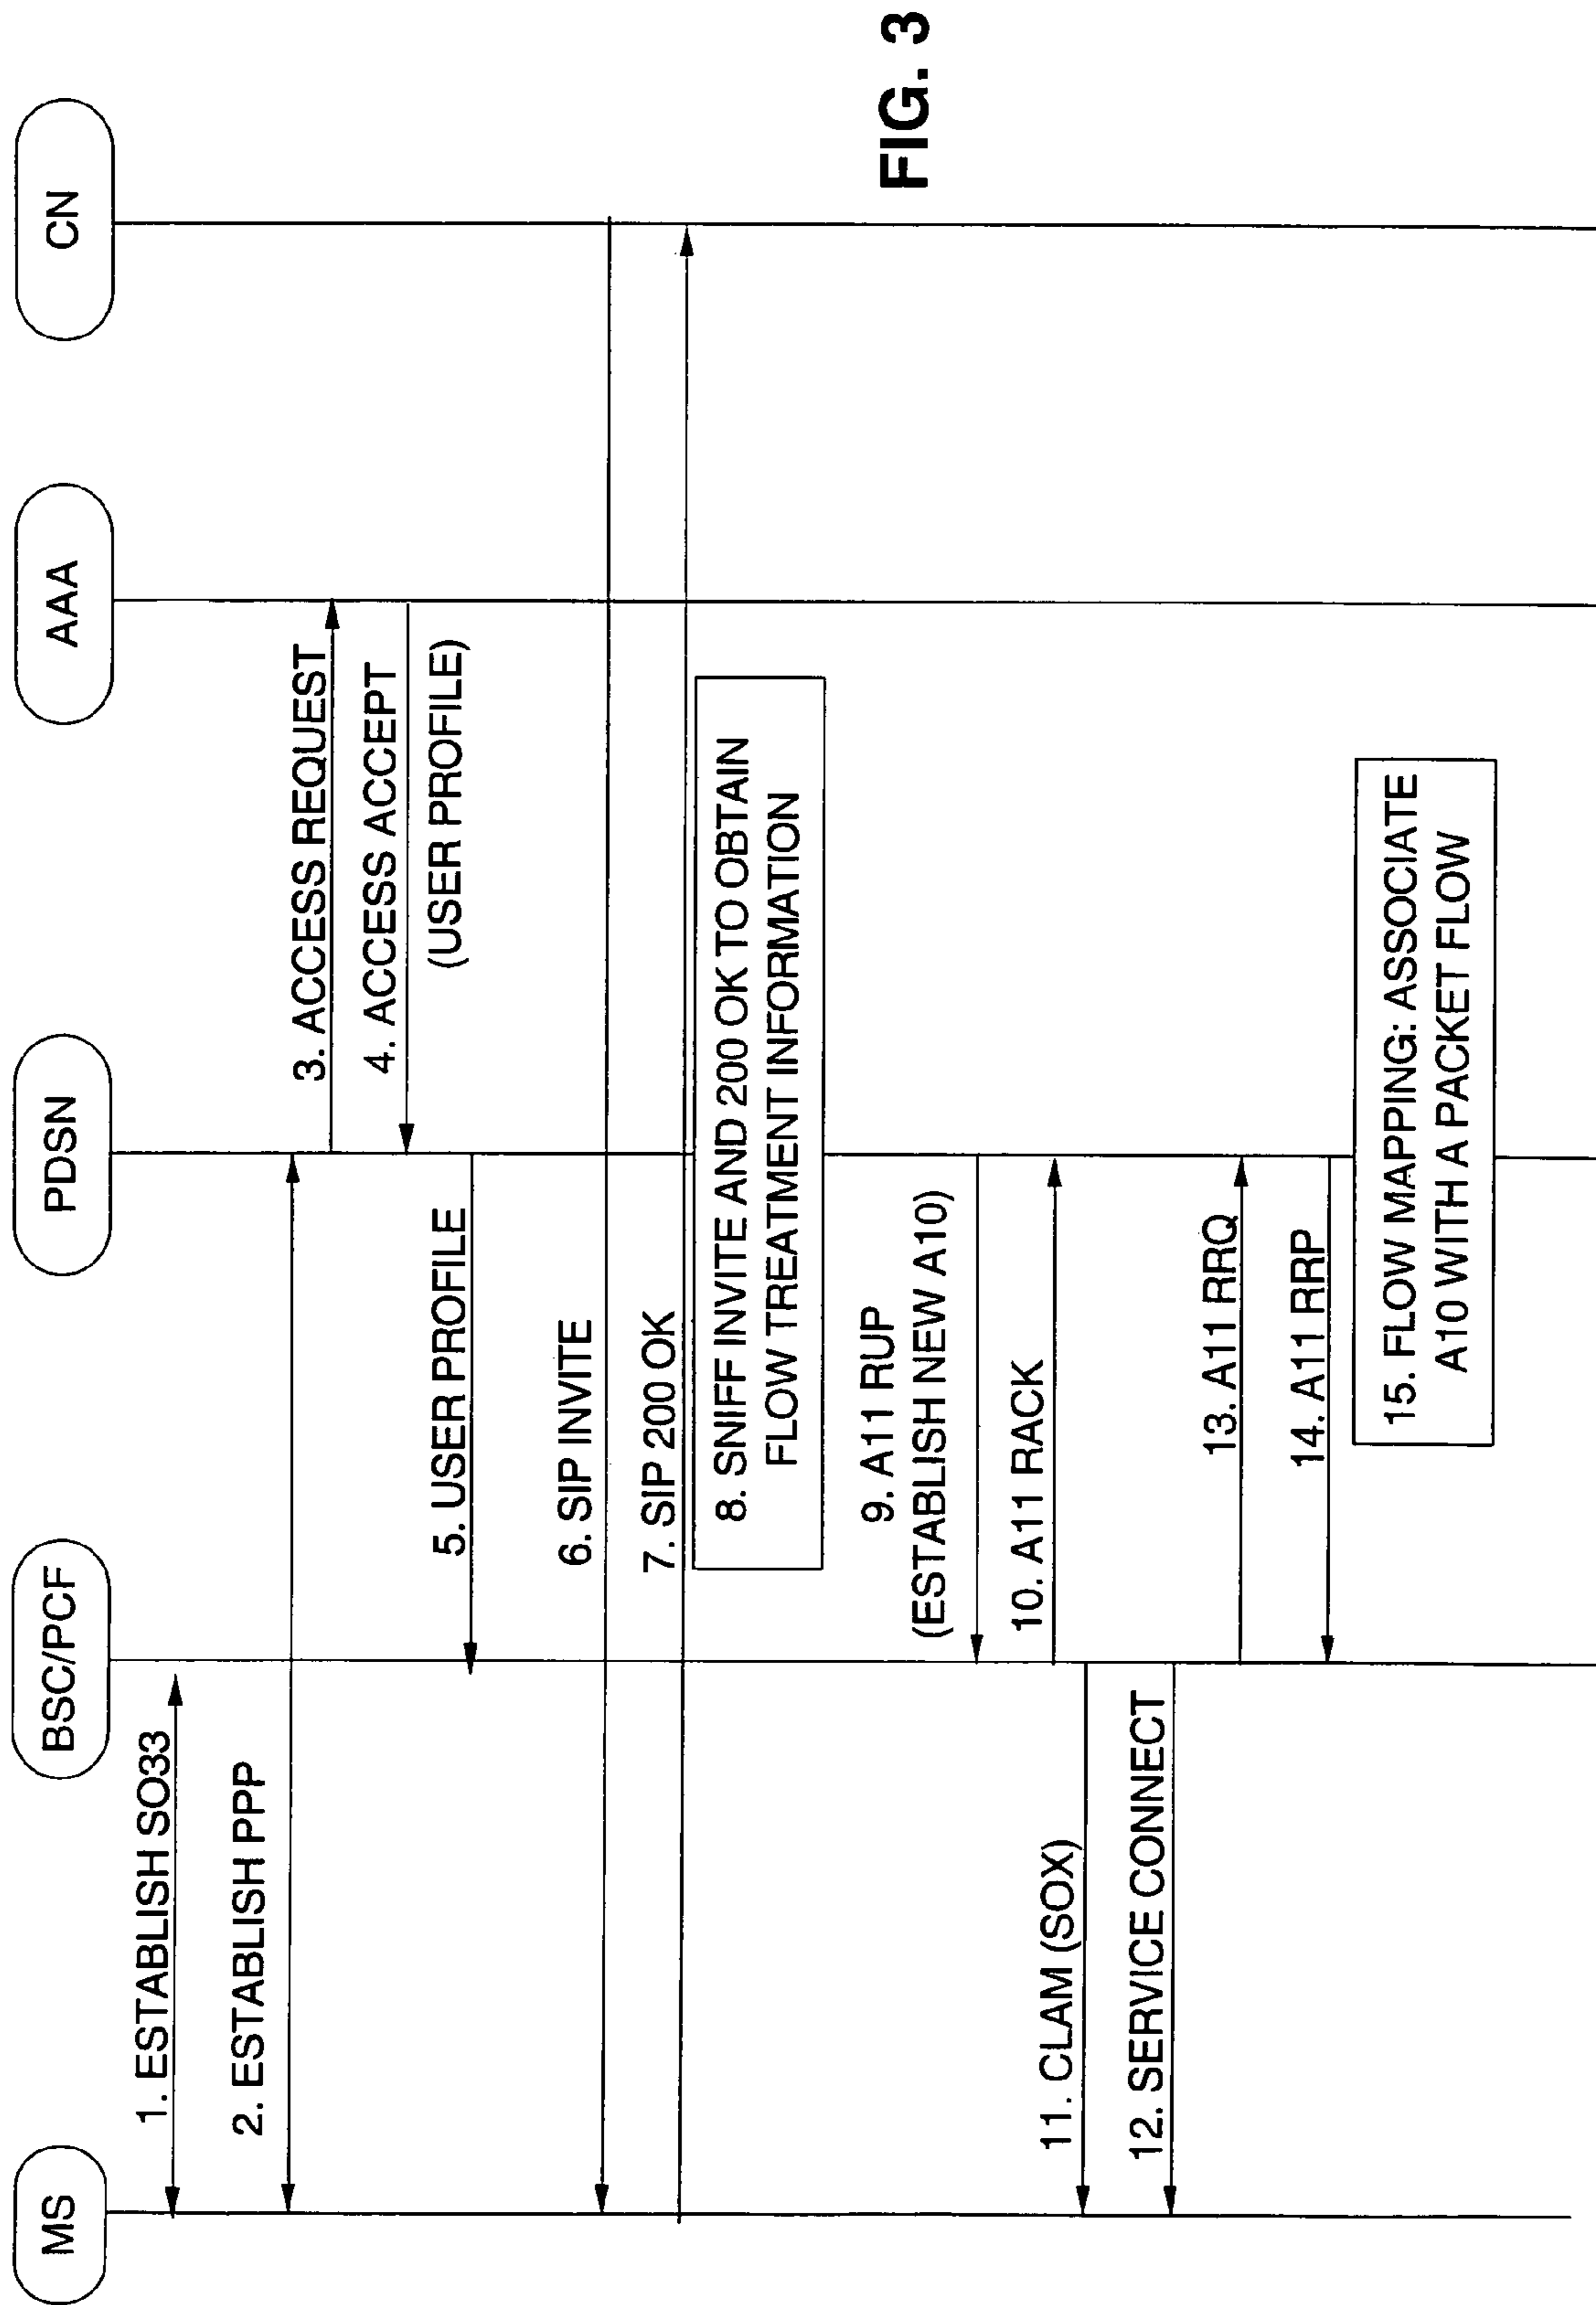 MS
BSC/PCF
PDSN
AAA
CN
1. ESTABLISH SO33
2. ESTABLISH PPP
3. ACCESS REQUEST
4. ACCESS ACCEPT
(USER PROFILE)
5. USER PROFILE
6. SIP INVITE
7. SIP 200 OK
8. SNIFF INVITE AND 200 OK TO OBTAIN
FLOW TREATMENT INFORMATION
9. A11 RUP
(ESTABLISH NEW A10)
10. A11 RACK
11. CLAM (SOX)
12. SERVICE CONNECT
13. A11 RRQ
14. A11 RRP
15. FLOW MAPPING: ASSOCIATE
A10 WITH A PACKET FLOW
FIG. 3